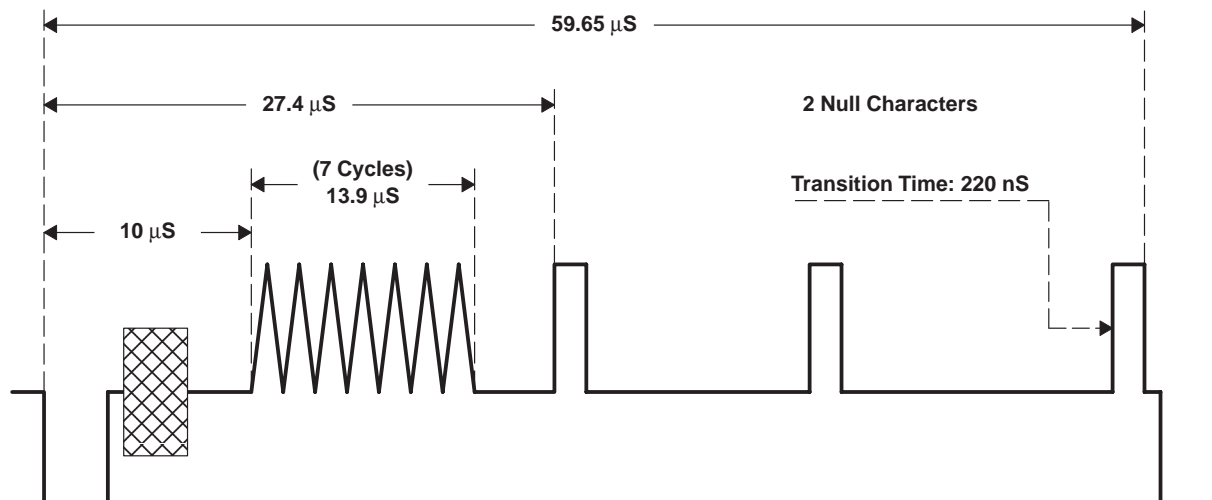 59.65 μS
27.4 μS
2 Null Characters
(7 Cycles)
13.9 μS
Transition Time: 220 nS
10 μS